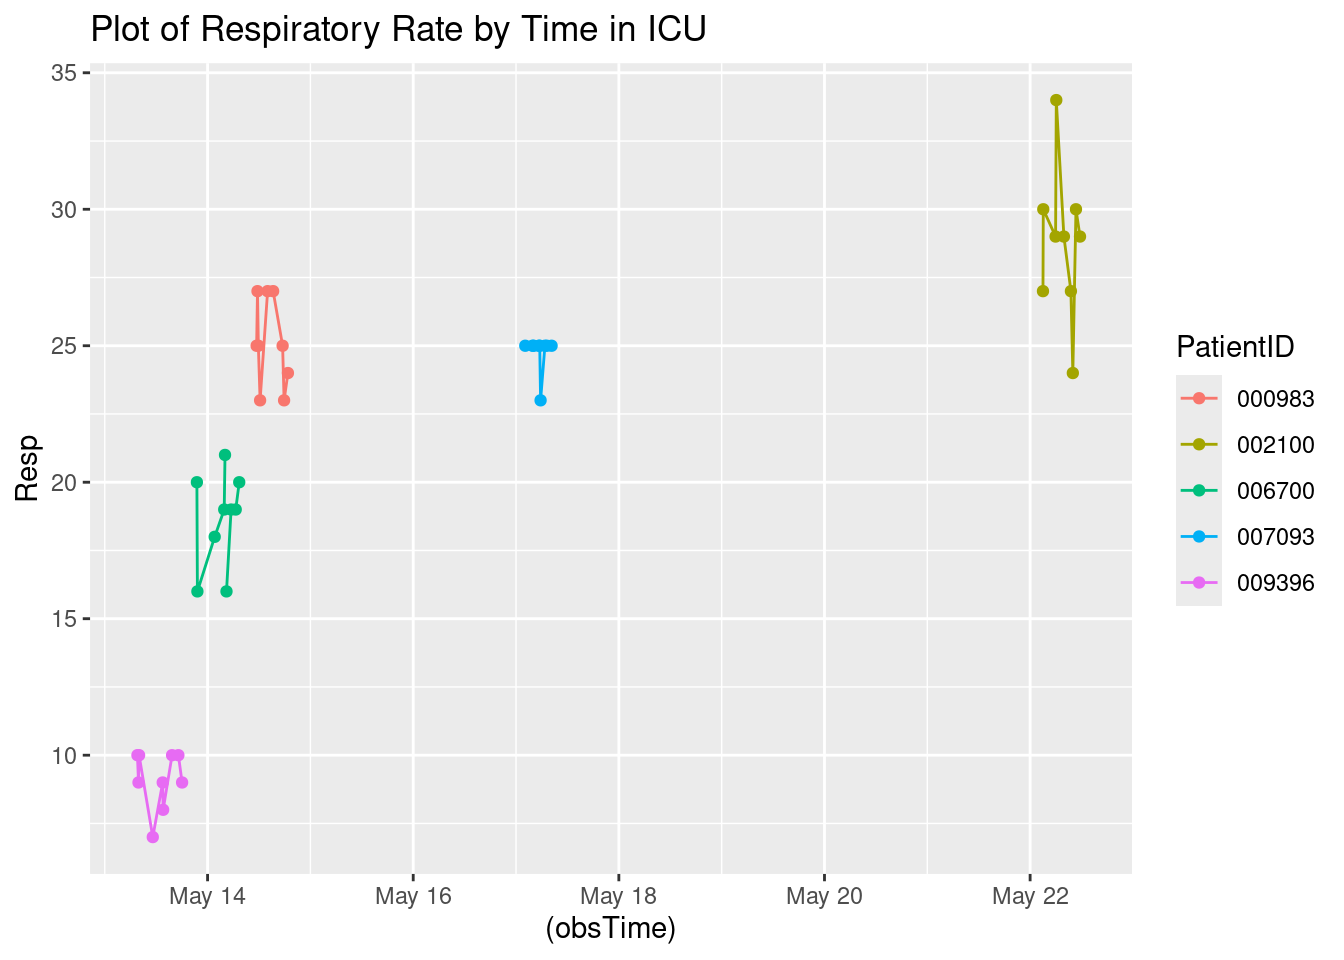 Plot of Respiratory Rate by Time in ICU
35
30
25
20
15
10
Resp
May 14 May 16 May 18 May 20 May 22
(obsTime)
PatientID
000983
002100
006700
007093
009396